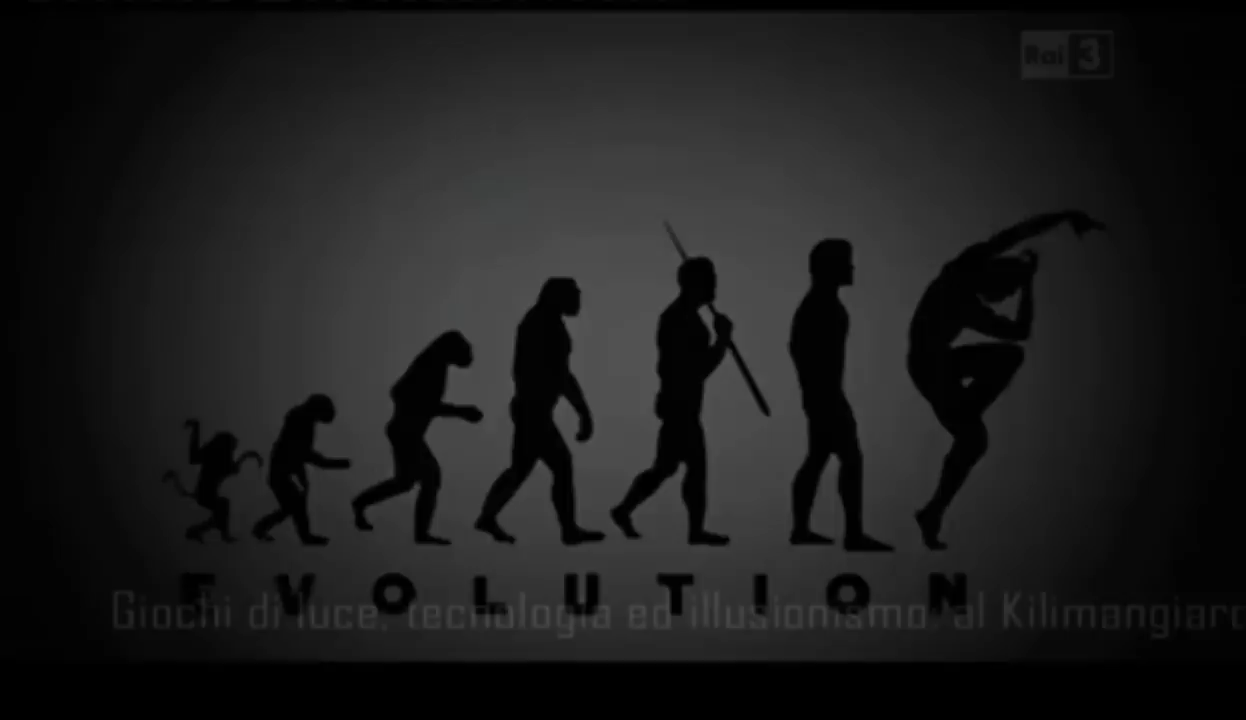 Rai 3
EVOLUTION
Giochi di luce, tecnologia ed illusionismo, al Kilimangiaro